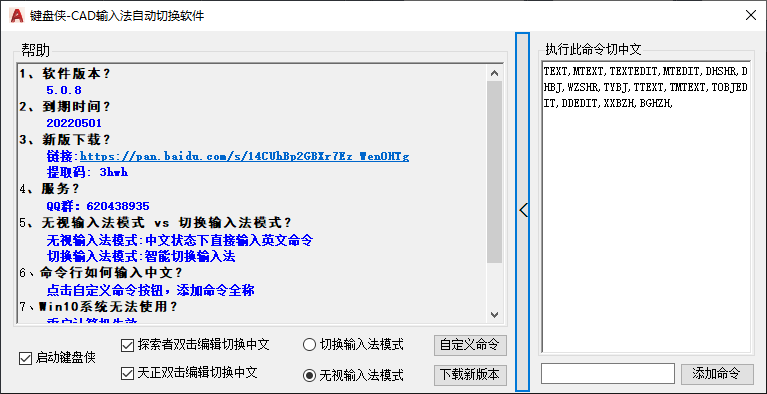 键盘侠-CAD输入法自动切换软件
帮助
1、软件版本?
5.0.8
2、到期时间?
20220501
3、新版下载?
链接:https://pan.baidu.com/s/14CUhBp2GBXr7Ez_WenOHTg
提取码: 3hwh
4、服务?
QQ群: 620438935
5、无视输入法模式 vs 切换输入法模式?
无视输入法模式:中文状态下直接输入英文命令
切换输入法模式:智能切换输入法
6、命令行如何输入中文?
点击自定义命令按钮，添加命令全称
7、Win10系统无法使用?
重启计算机生效
启动键盘侠
探索者双击编辑切换中文
天正双击编辑切换中文
切换输入法模式
无视输入法模式
自定义命令
下载新版本
执行此命令切中文
TEXT,MTEXT,TEXTEDIT,MTEDIT,DHSHR,D
HBJ,WZSHR,TYBJ,TTEXT,TMTEXT,TOBJED
IT,DDEDIT,XXBZH,BGHZH,
添加命令